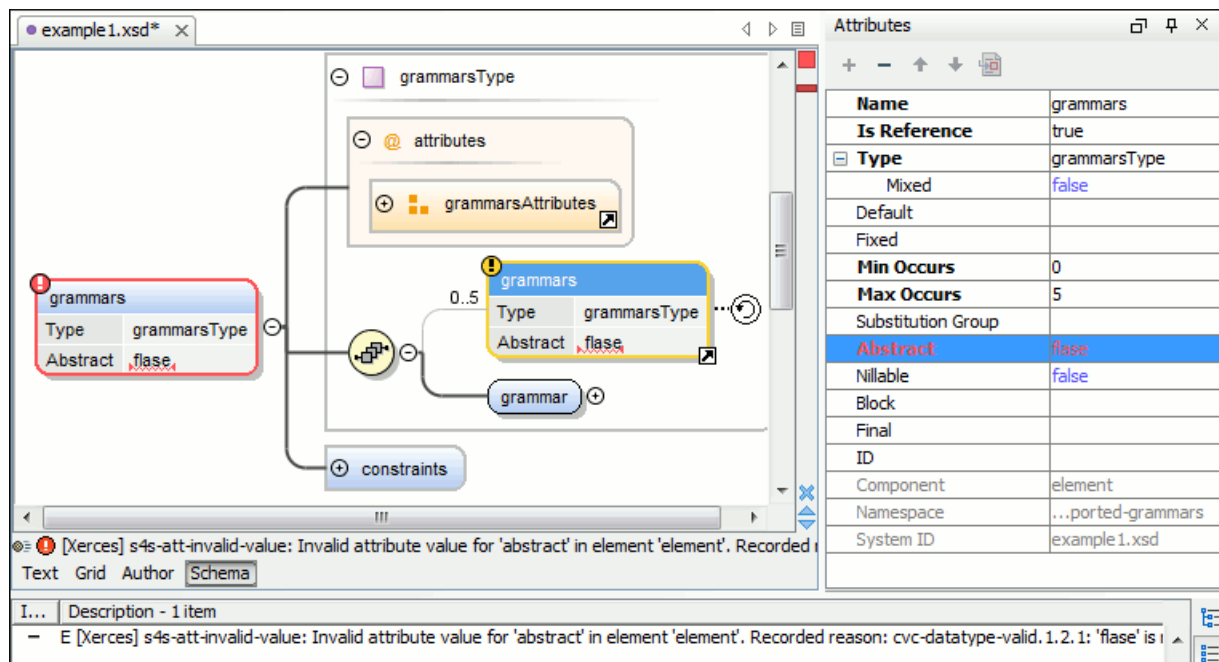 example1.xsd*
grammarsType
@ attributes
grammarsAttributes
grammars
Type grammarsType
Abstract flase
0..5
grammars
Type grammarsType
Abstract flase
grammar
constraints
[Xerces] s4s-att-invalid-value: Invalid attribute value for 'abstract' in element 'element'. Recorded
Text Grid Author Schema
Attributes
Name grammars
Is Reference true
Type grammarsType
Mixed false
Default
Fixed
Min Occurs 0
Max Occurs 5
Substitution Group
Abstract flase
Nillable false
Block
Final
ID
Component element
Namespace ...ported-grammars
System ID example1.xsd
I... Description - 1 item
E [Xerces] s4s-att-invalid-value: Invalid attribute value for 'abstract' in element 'element'. Recorded reason: cvc-datatype-valid.1.2.1: 'flase' is